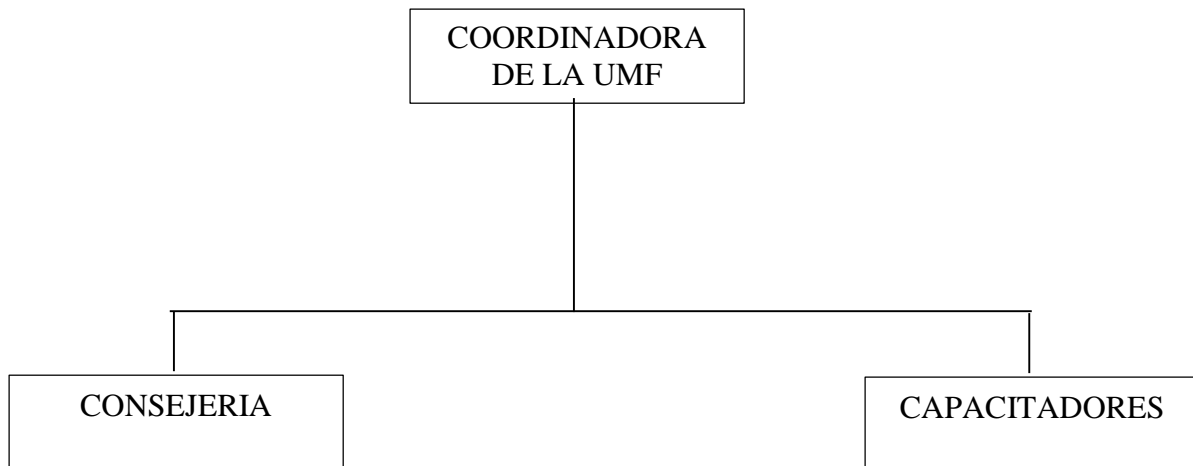 COORDINADORA
DE LA UMF
CONSEJERIA
CAPACITADORES